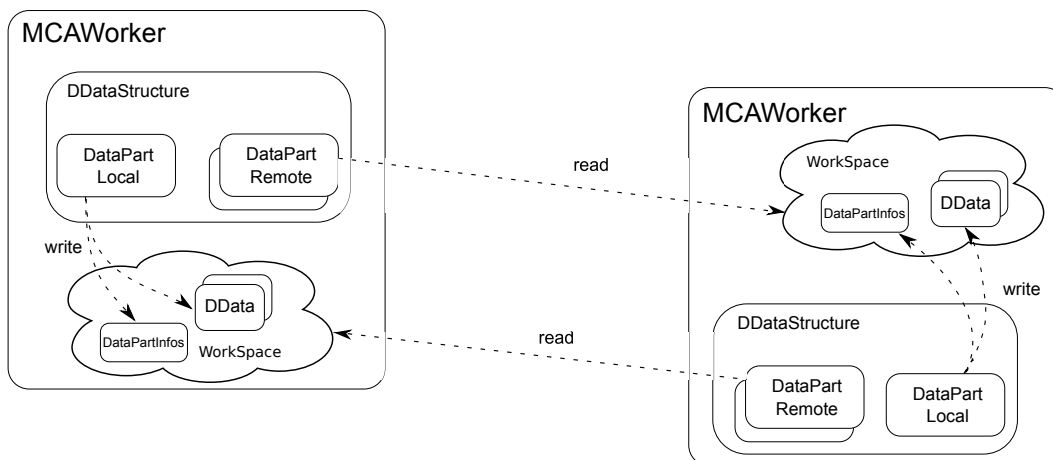 MCAWorker
DDataStructure
DataPart
Local
DataPart
Remote
write
DData
DataPartInfos
WorkSpace
read
read
MCAWorker
WorkSpace
DataPartInfos
DData
write
DDataStructure
DataPart
Remote
DataPart
Local